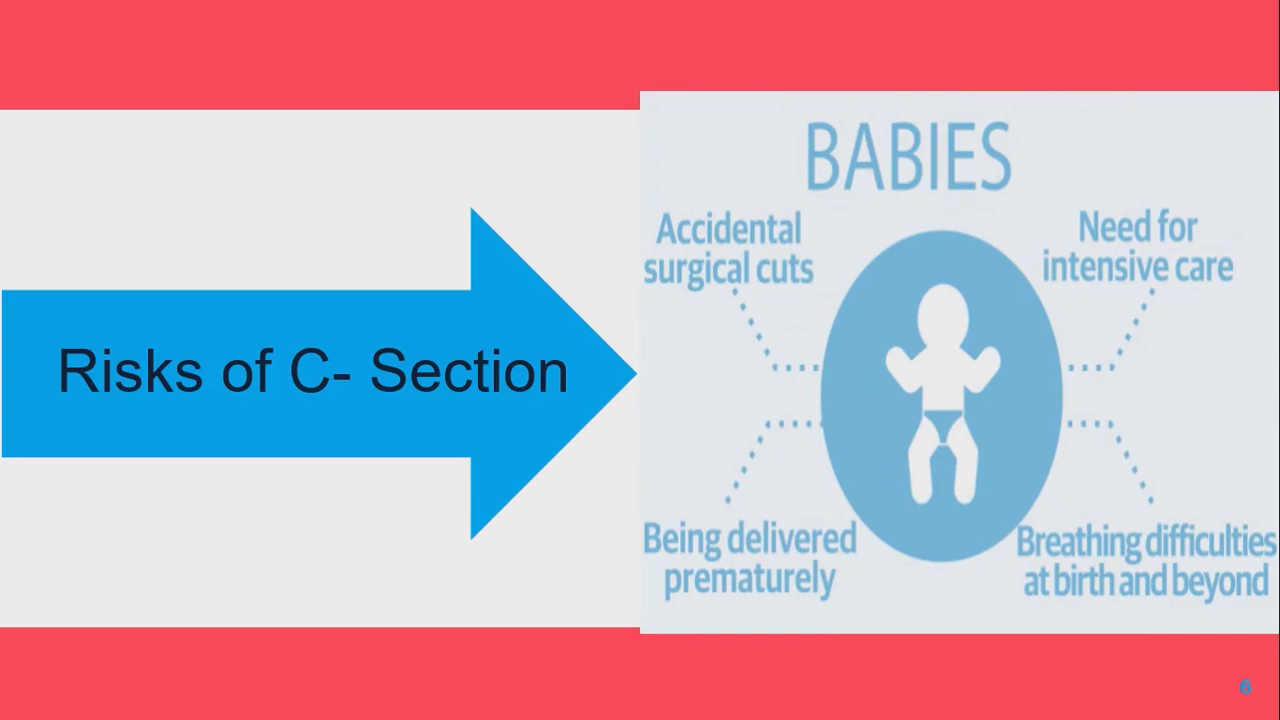 Risks of C- Section
BABIES
Accidental
surgical cuts
Need for
intensive care
Being delivered
prematurely
Breathing difficulties
at birth and beyond
6